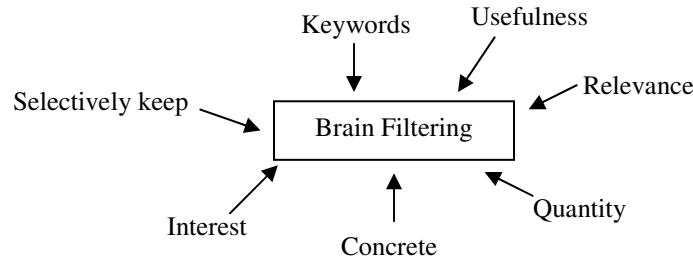 Usefulness
Keywords
Relevance
Selectively keep
Brain Filtering
Quantity
Interest
Concrete